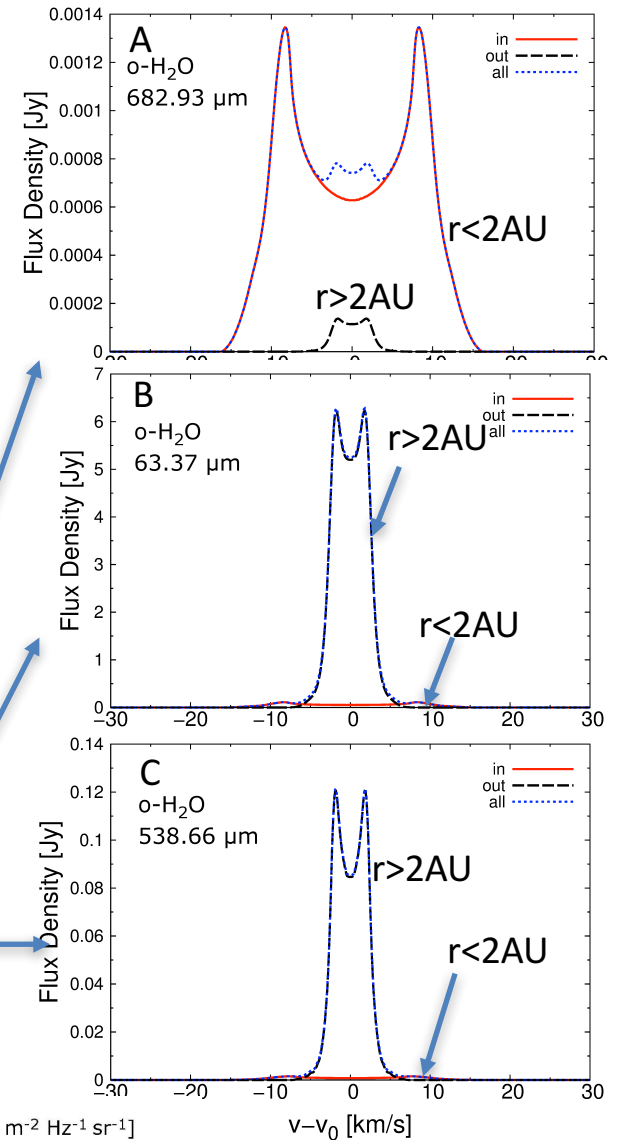 A
o-H₂O
682.93 µm
in
out
all
0.0014
0.0012
0.001
0.0008
0.0006
0.0004
0.0002
0
Flux Density [Jy]
r<2AU
r>2AU
B
o-H₂O
63.37 µm
in
out
all
7
6
5
4
3
2
1
0
Flux Density [Jy]
r>2AU
r<2AU
−30 −20 −10 0 10 20 30
C
o-H₂O
538.66 µm
in
out
all
0.14
0.12
0.1
0.08
0.06
0.04
0.02
0
Flux Density [Jy]
r>2AU
r<2AU
−30 −20 −10 0 10 20 30
v−v₀ [km/s]
m⁻² Hz⁻¹ sr⁻¹]